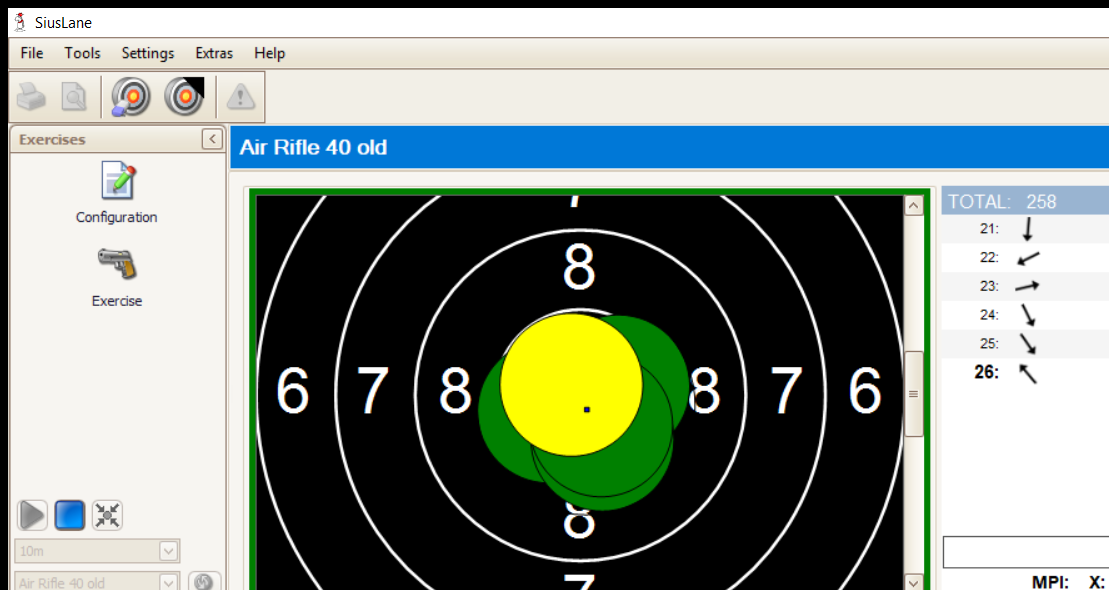 SiusLane
File Tools Settings Extras Help
Exercises
Air Rifle 40 old
Configuration
Exercise
10m
Air Rifle 40 old
7
8
6 7 8 8 7 6
8
7
TOTAL: 258
21:
22:
23:
24:
25:
26:
MPI: X: